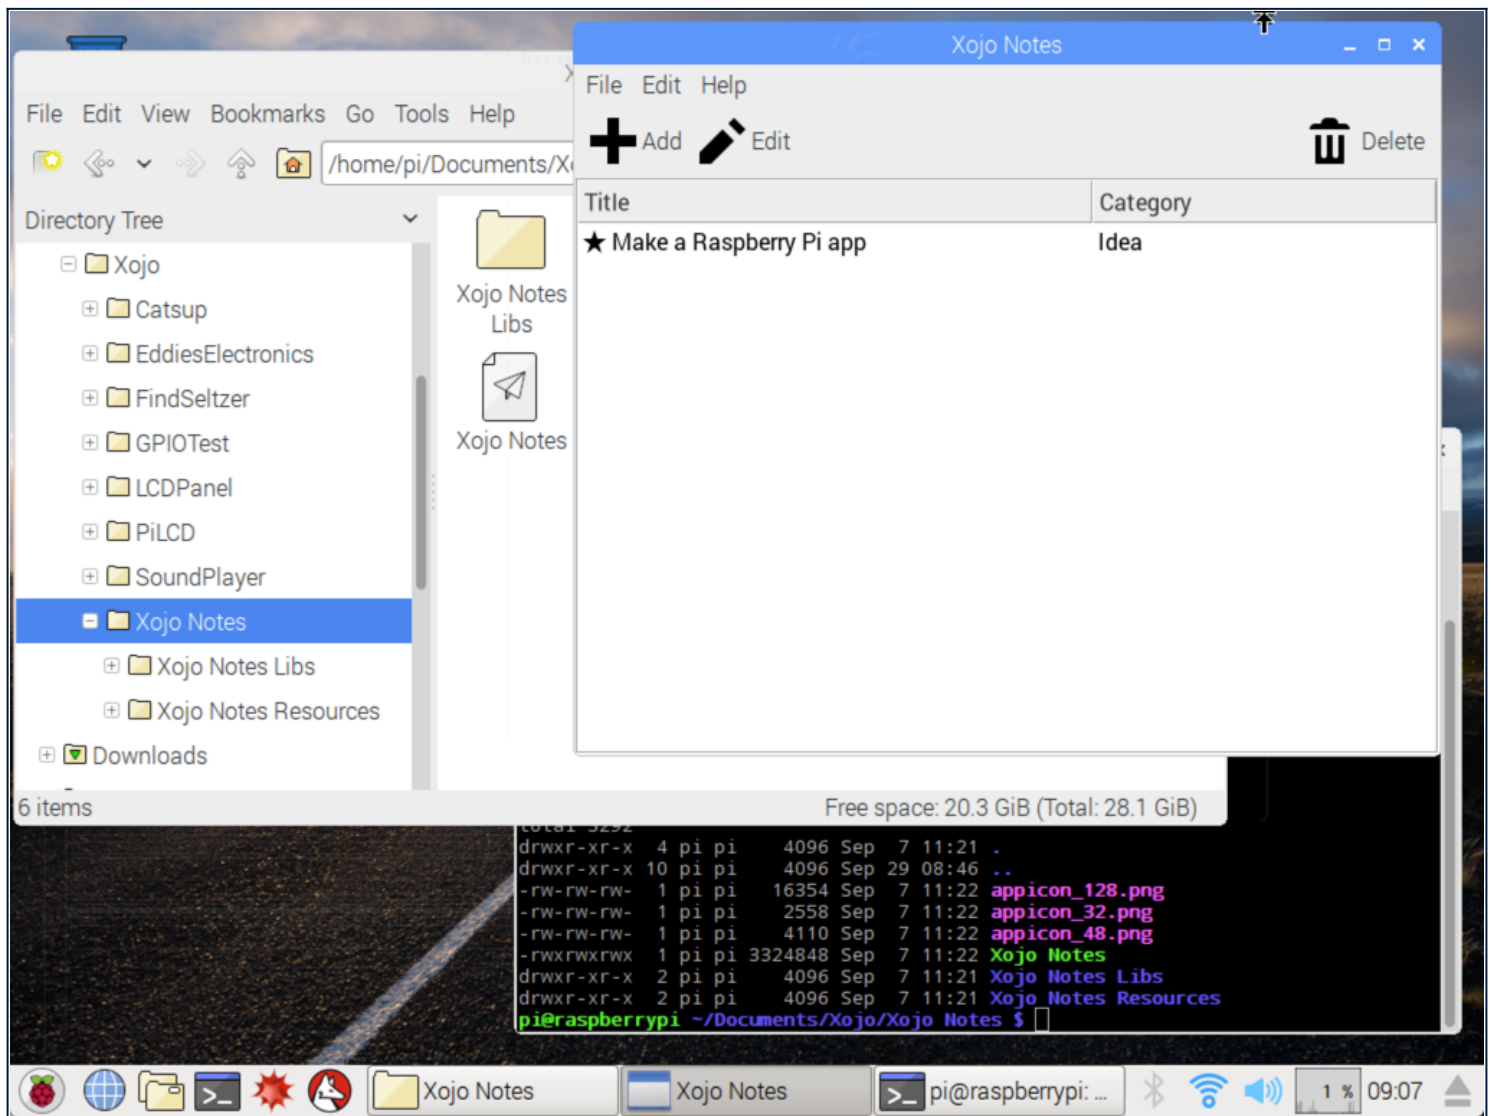 Xojo Notes
File Edit Help
Add Edit Delete
Title Category
★ Make a Raspberry Pi app Idea
File Edit View Bookmarks Go Tools Help
/home/pi/Documents/X
Directory Tree
Xojo
Catsup
EddiesElectronics
FindSeltzer
GPIOTest
LCDPanel
PiLCD
SoundPlayer
Xojo Notes
Xojo Notes Libs
Xojo Notes Resources
Downloads
Xojo Notes
Libs
Xojo Notes
6 items Free space: 20.3 GiB (Total: 28.1 GiB)
total 3292
drwxr-xr-x 4 pi pi 4096 Sep 7 11:21 .
drwxr-xr-x 10 pi pi 4096 Sep 29 08:46 ..
-rw-rw-rw- 1 pi pi 16354 Sep 7 11:22 appicon_128.png
-rw-rw-rw- 1 pi pi 2558 Sep 7 11:22 appicon_32.png
-rw-rw-rw- 1 pi pi 4110 Sep 7 11:22 appicon_48.png
-rwxrwxrwx 1 pi pi 3324848 Sep 7 11:22 Xojo Notes
drwxr-xr-x 2 pi pi 4096 Sep 7 11:21 Xojo Notes Libs
drwxr-xr-x 2 pi pi 4096 Sep 7 11:21 Xojo Notes Resources
pi@raspberrypi ~/Documents/Xojo/Xojo Notes $
Xojo Notes Xojo Notes pi@raspberrypi: ... 1 % 09:07